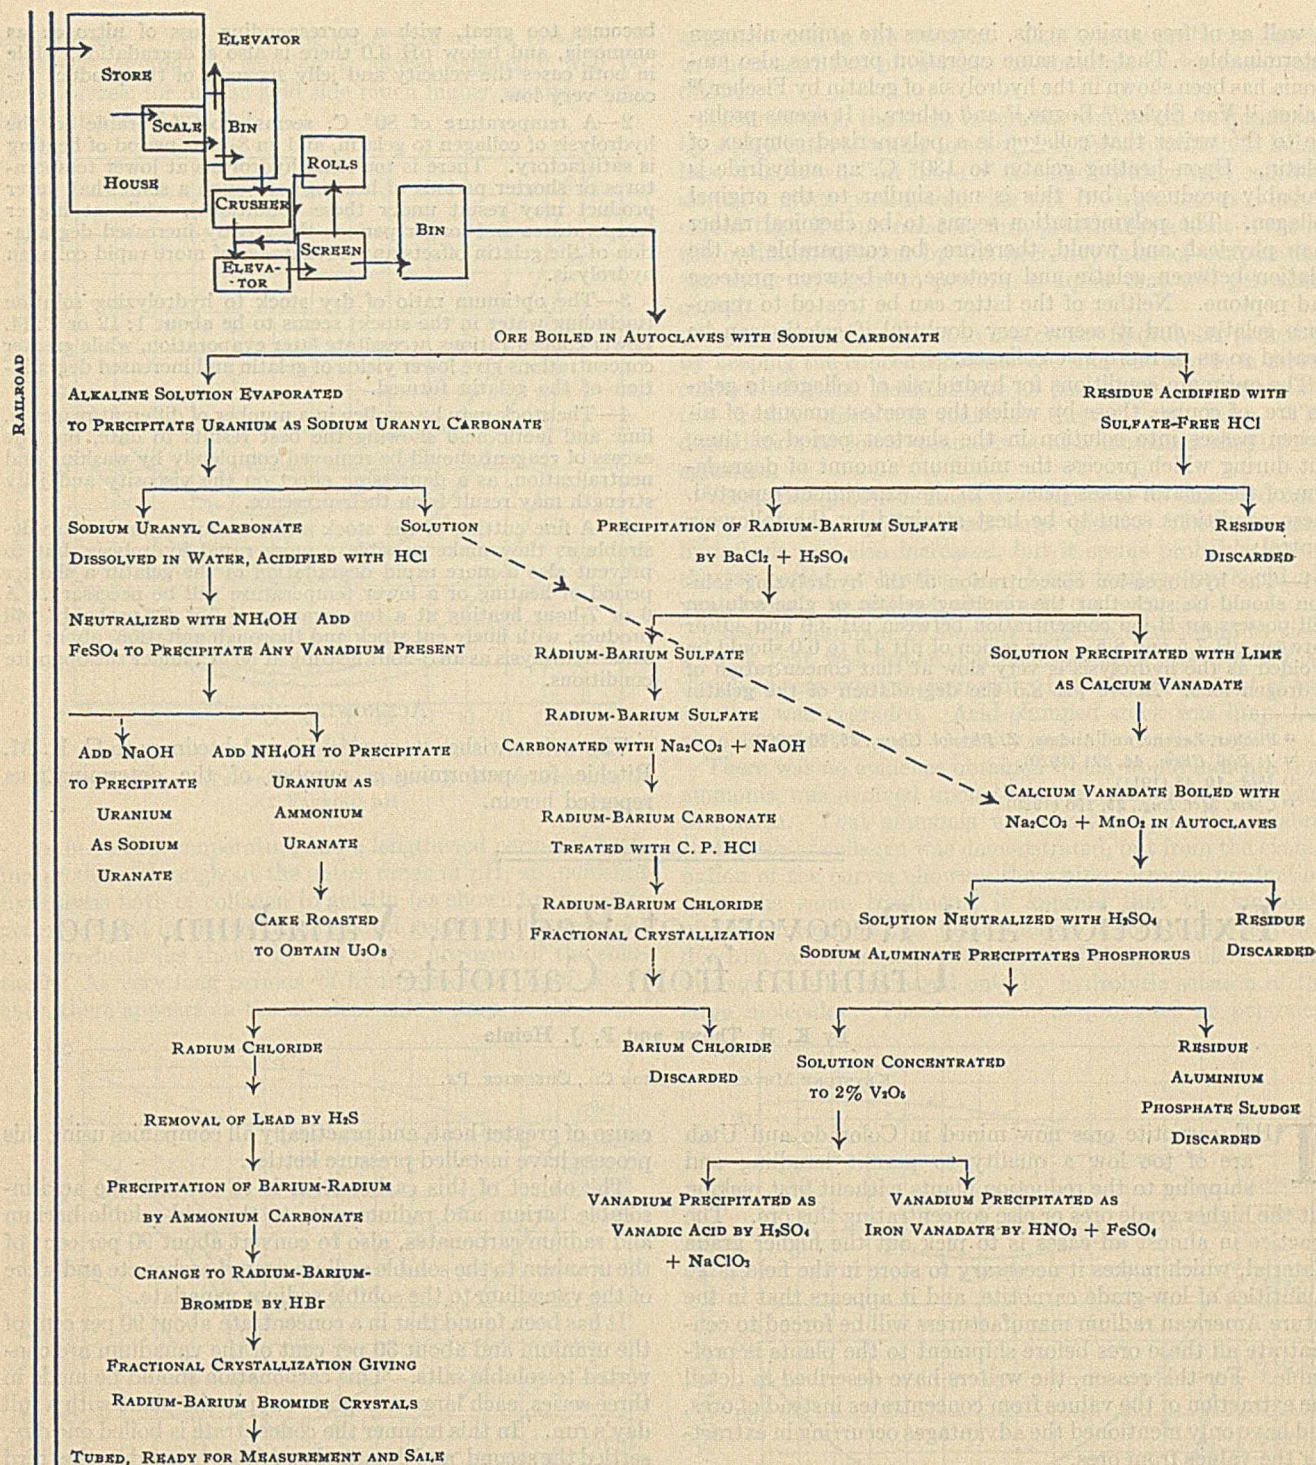 ELEVATOR
STORE
SCALE
BIN
HOUSE
ROLLS
CRUSHER
SCREEN
BIN
ELEVA-
TOR
RAILROAD
ORE BOILED IN AUTOCLAVES WITH SODIUM CARBONATE
ALKALINE SOLUTION EVAPORATED
TO PRECIPITATE URANIUM AS SODIUM URANYL CARBONATE
RESIDUE ACIDIFIED WITH
SULFATE-FREE HCl
SODIUM URANYL CARBONATE
DISSOLVED IN WATER, ACIDIFIED WITH HCl
SOLUTION
PRECIPITATION OF RADIUM-BARIUM SULFATE
BY BaCl₂ + H₂SO₄
RESIDUE
DISCARDED
NEUTRALIZED WITH NH₄OH ADD
FeSO₄ TO PRECIPITATE ANY VANADIUM PRESENT
RADIUM-BARIUM SULFATE
SOLUTION PRECIPITATED WITH LIME
AS CALCIUM VANADATE
RADIUM-BARIUM SULFATE
CARBONATED WITH Na₂CO₃ + NaOH
ADD NaOH
TO PRECIPITATE
URANIUM
AS SODIUM
URANATE
ADD NH₄OH TO PRECIPITATE
URANIUM AS
AMMONIUM
URANATE
CALCIUM VANADATE BOILED WITH
Na₂CO₃ + MnO₂ IN AUTOCLAVES
RADIUM-BARIUM CARBONATE
TREATED WITH C. P. HCl
CAKE ROASTED
TO OBTAIN U₃O₈
RADIUM-BARIUM CHLORIDE
FRACTIONAL CRYSTALLIZATION
SOLUTION NEUTRALIZED WITH H₂SO₄
SODIUM ALUMINATE PRECIPITATES PHOSPHORUS
RESIDUE
DISCARDED
RADIUM CHLORIDE
BARIUM CHLORIDE
DISCARDED
SOLUTION CONCENTRATED
TO 2% V₂O₅
RESIDUE
ALUMINIUM
PHOSPHATE SLUDGE
DISCARDED
REMOVAL OF LEAD BY H₂S
PRECIPITATION OF BARIUM-RADIUM
BY AMMONIUM CARBONATE
VANADIUM PRECIPITATED AS
VANADIC ACID BY H₂SO₄
+ NaClO₃
VANADIUM PRECIPITATED AS
IRON VANADATE BY HNO₃ + FeSO₄
CHANGE TO RADIUM-BARIUM-
BROMIDE BY HBr
FRACTIONAL CRYSTALLIZATION GIVING
RADIUM-BARIUM BROMIDE CRYSTALS
TUBED, READY FOR MEASUREMENT AND SALE